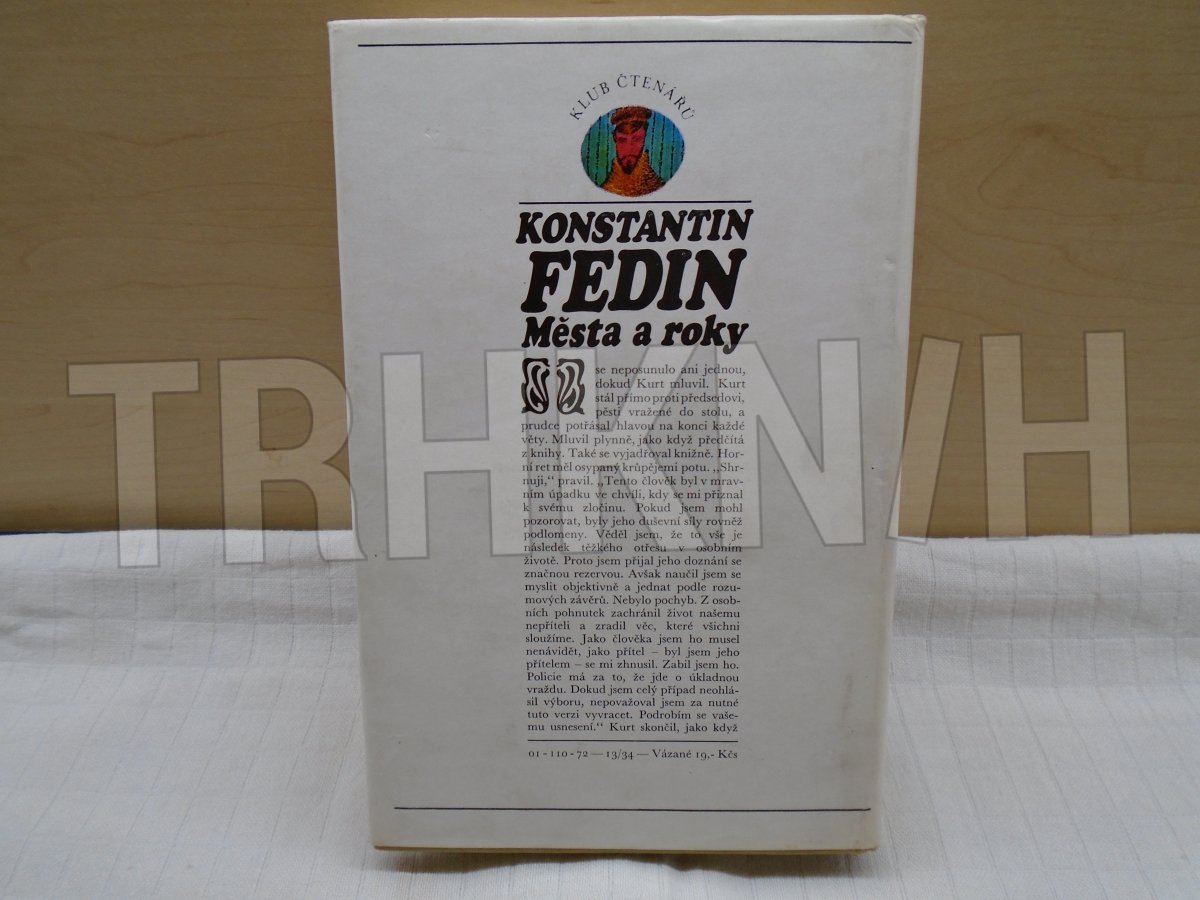 KLUB ČTENÁŘŮ
KONSTANTIN
FEDIN
Města a roky
se neposunulo ani jednou,
dokud Kurt mluvil. Kurt
stál přímo proti předsedovi,
pěsti vražené do stolu, a
prudce potřásal hlavou na konci každé
věty. Mluvil plynně, jako když předčítá
z knihy. Také se vyjadřoval knižně. Hor-
ní ret měl osypaný krůpějemi potu. „Shr-
nuji,“ pravil. „Tento člověk byl v mrav-
ním úpadku ve chvíli, kdy se mi přiznal
k svému zločinu. Pokud jsem mohl
pozorovat, byly jeho duševní síly rovněž
podlomeny. Věděl jsem, že to vše je
následek těžkého otřesu v osobním
životě. Proto jsem přijal jeho doznání se
značnou rezervou. Avšak naučil jsem se
myslit objektivně a jednat podle rozu-
mových závěrů. Nebylo pochyb. Z osob-
ních pohnutek zachránil život našemu
nepříteli a zradil věc, které všichni
sloužíme. Jako člověka jsem ho musel
nenávidět, jako přítel – byl jsem jeho
přítelem – se mi zhnusil. Zabil jsem ho.
Policie má za to, že jde o úkladnou
vraždu. Dokud jsem celý případ neohlá-
sil výboru, nepovažoval jsem za nutné
tuto verzi vyvracet. Podrobím se vaše-
mu usnesení.“ Kurt skončil, jako když
01-110-72 — 13/34 — Vázané 19,- Kčs
TRHKNIH